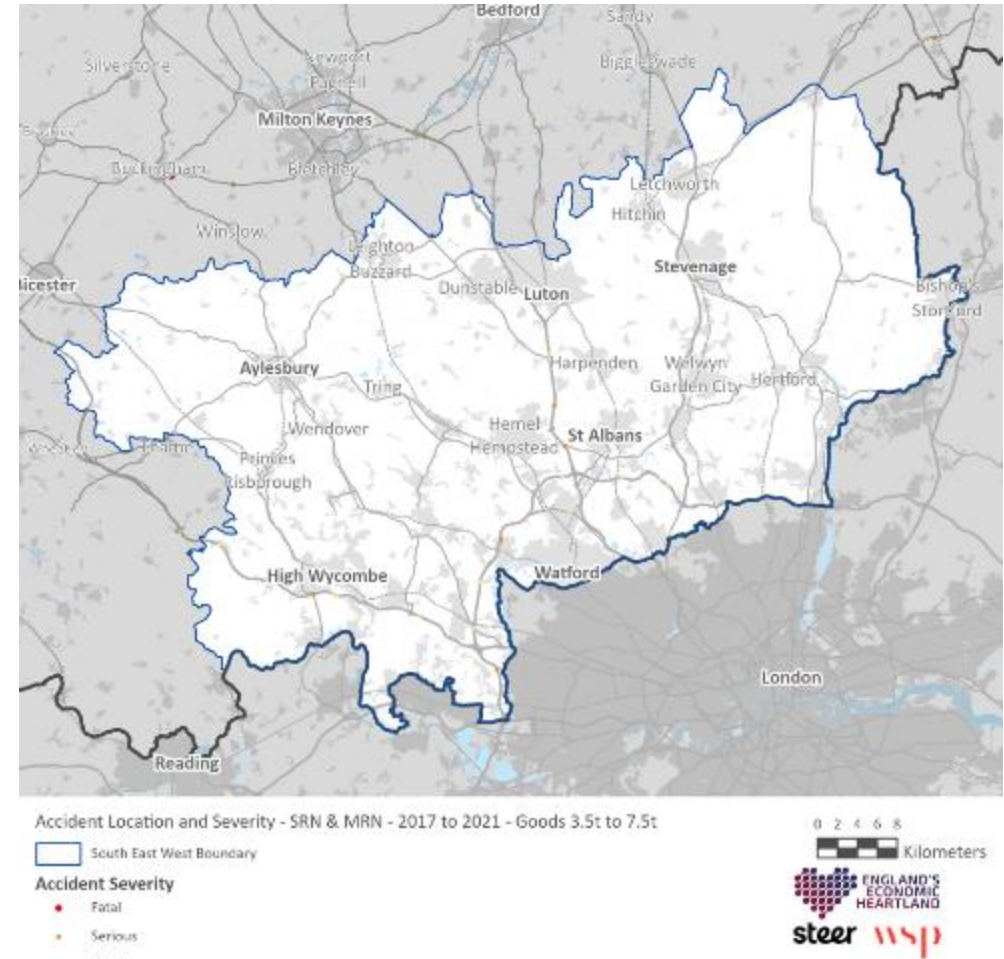 Bedford
Sandy
Silverstone
Newport
Pagnell
Biggleswade
Milton Keynes
Buckingham
Bletchley
Letchworth
Hitchin
Winslow
Leighton
Buzzard
Stevenage
Bicester
Dunstable
Luton
Bishop's
Stortford
Aylesbury
Harpenden
Welwyn
Garden City
Hertford
Tring
Wendover
Hemel
Hempstead
St Albans
Thame
Princes
Risborough
High Wycombe
Watford
London
Reading
Accident Location and Severity - SRN & MRN - 2017 to 2021 - Goods 3.5t to 7.5t
South East West Boundary
Accident Severity
Fatal
Serious
0 2 4 6 8
Kilometers
ENGLAND'S
ECONOMIC
HEARTLAND
steer wsp